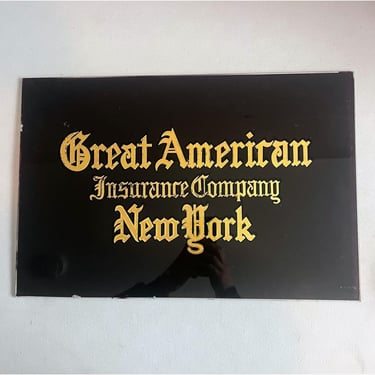 Great American
Insurance Company
New York